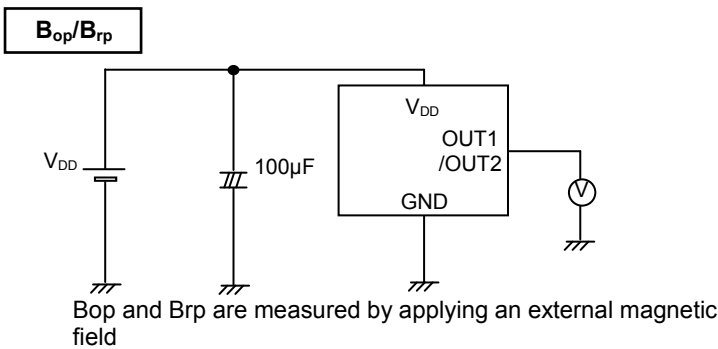 Bop/Brp
VDD
OUT1
VDD
100µF
/OUT2
GND
V
Bop and Brp are measured by applying an external magnetic
field